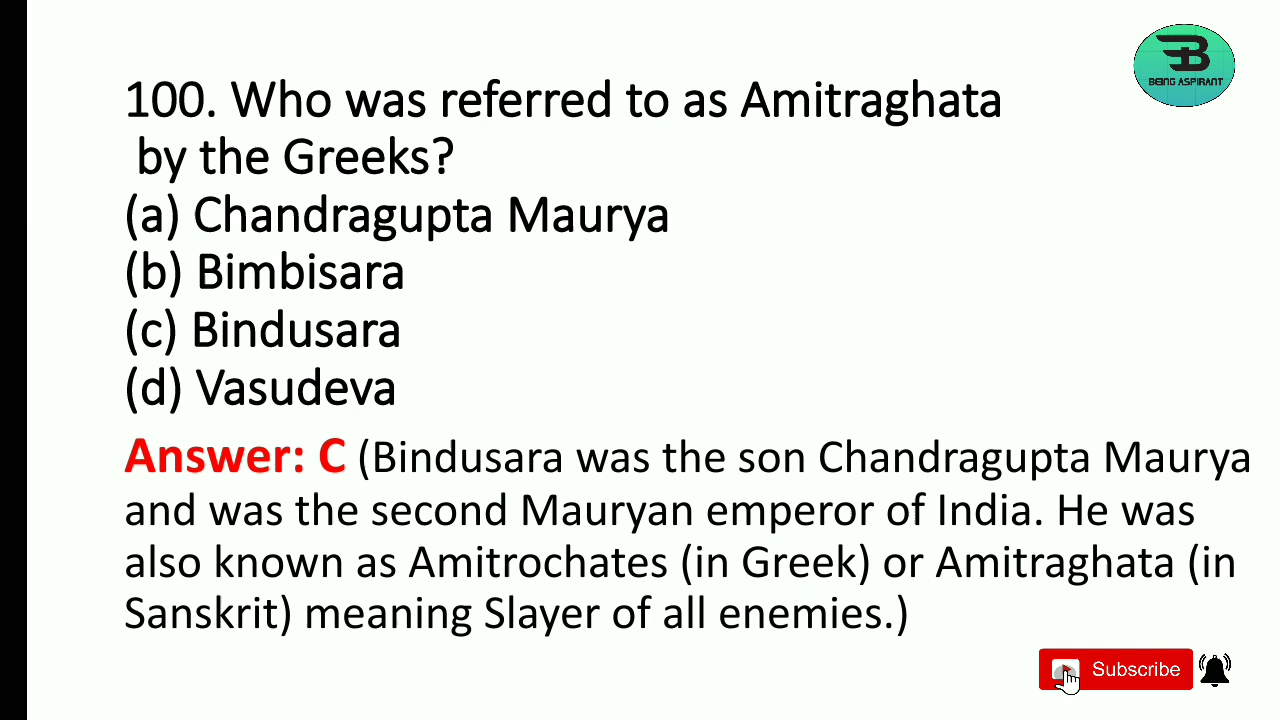 BEING ASPIRANT
100. Who was referred to as Amitraghata
by the Greeks?
(a) Chandragupta Maurya
(b) Bimbisara
(c) Bindusara
(d) Vasudeva
Answer: C (Bindusara was the son Chandragupta Maurya
and was the second Mauryan emperor of India. He was
also known as Amitrochates (in Greek) or Amitraghata (in
Sanskrit) meaning Slayer of all enemies.)
Subscribe